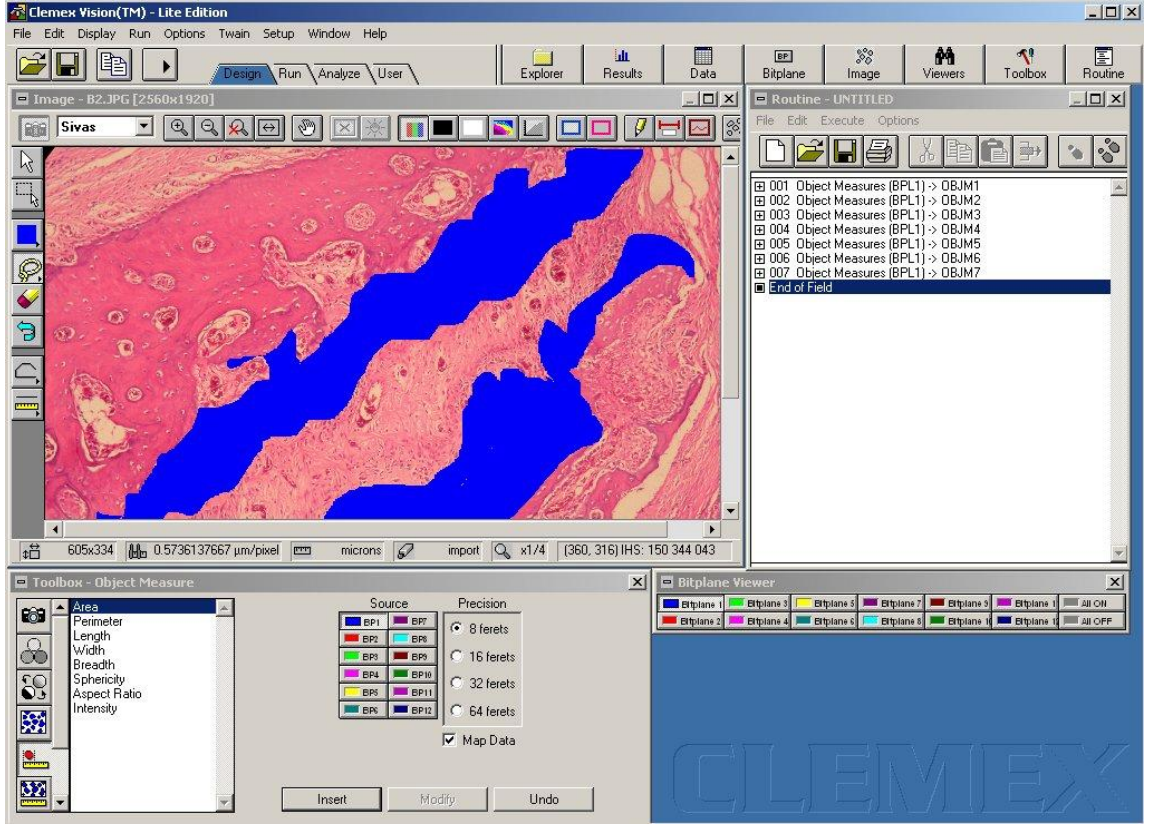 Clemex Vision(TM) - Lite Edition
File Edit Display Run Options Twain Setup Window Help
Design Run Analyze User Explorer Results Data Bitplane Image Viewers Toolbox Routine
BP
Image - B2.JPG [2560x1920]
Sivas
605x334 0.5736137667 µm/pixel microns import x1/4 (360, 316) IHS: 150 344 043
Routine - UNTITLED
File Edit Execute Options
001 Object Measures (BPL1) -> OBJM1
002 Object Measures (BPL1) -> OBJM2
003 Object Measures (BPL1) -> OBJM3
004 Object Measures (BPL1) -> OBJM4
005 Object Measures (BPL1) -> OBJM5
006 Object Measures (BPL1) -> OBJM6
007 Object Measures (BPL1) -> OBJM7
End of Field
Toolbox - Object Measure
Area
Perimeter
Length
Width
Breadth
Sphericity
Aspect Ratio
Intensity
Source
BP1 BP7
BP2 BP8
BP3 BP9
BP4 BP10
BP5 BP11
BP6 BP12
Precision
8 ferets
16 ferets
32 ferets
64 ferets
Map Data
Insert Modify Undo
Bitplane Viewer
Bitplane 1 Bitplane 3 Bitplane 5 Bitplane 7 Bitplane 9 Bitplane 1 All ON
Bitplane 2 Bitplane 4 Bitplane 6 Bitplane 8 Bitplane 1 Bitplane 1 All OFF
CLEMEX